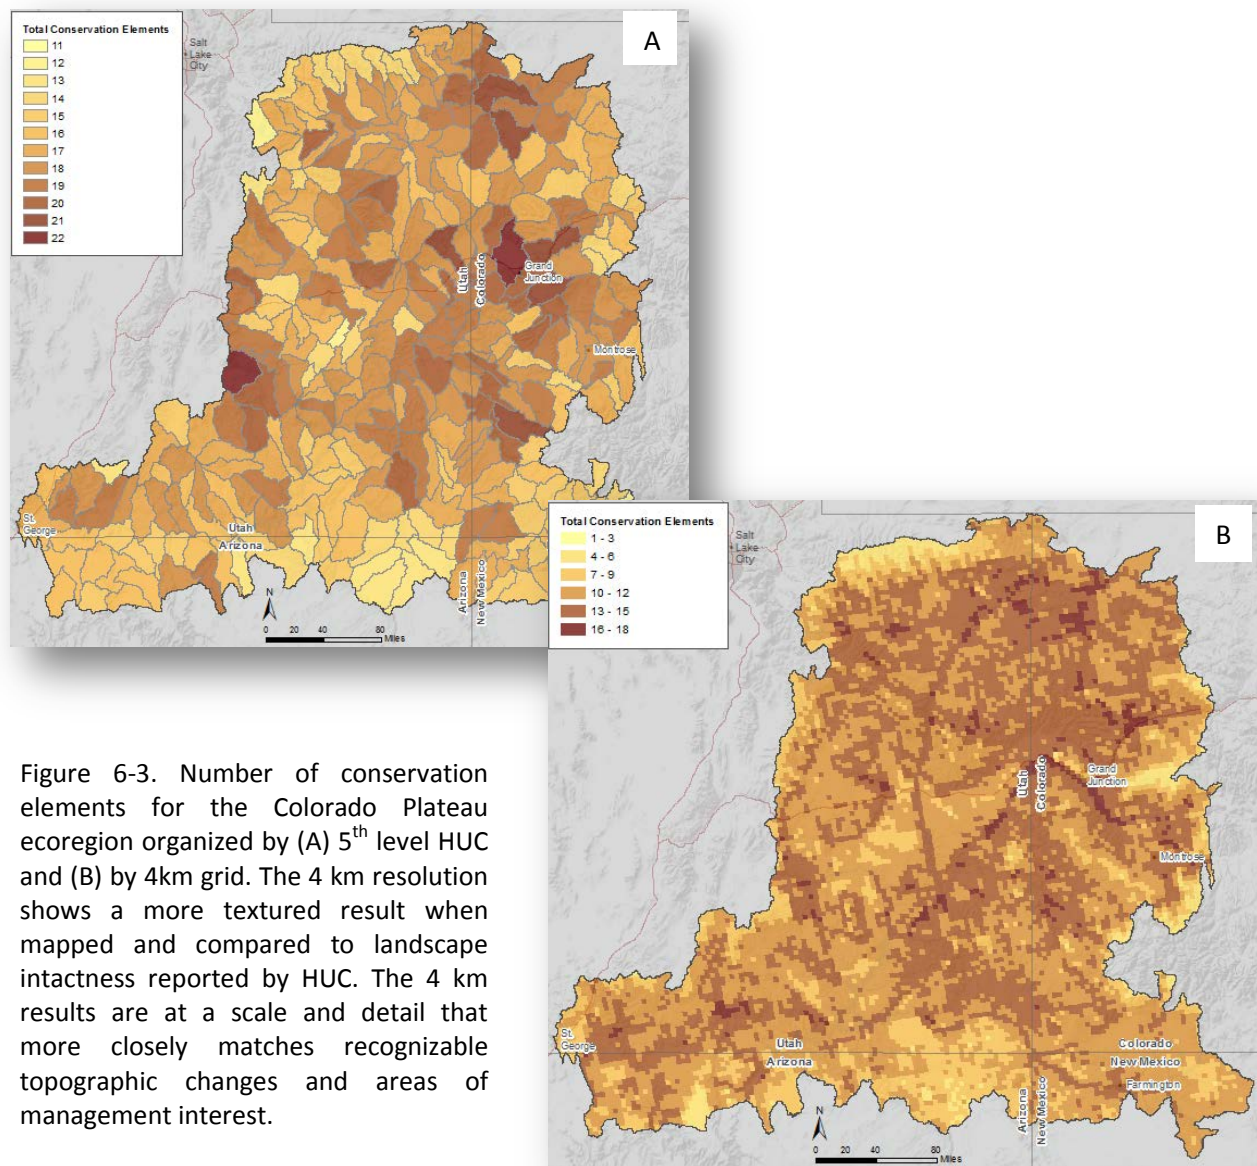 Total Conservation Elements
11
12
13
14
15
16
17
18
19
20
21
22
Salt
Lake
City
A
Utah
Colorado
Grand
Junction
Montrose
St.
George
Utah
Arizona
Arizona
New Mexico
N
0 20 40 80
Miles
Total Conservation Elements
1 - 3
4 - 6
7 - 9
10 - 12
13 - 15
16 - 18
Salt
Lake
City
B
Utah
Colorado
Grand
Junction
Montrose
St.
George
Utah
Arizona
Colorado
New Mexico
Farmington
Arizona
New Mexico
N
0 20 40 80
Miles
Figure 6-3. Number of conservation
elements for the Colorado Plateau
ecoregion organized by (A) 5th level HUC
and (B) by 4km grid. The 4 km resolution
shows a more textured result when
mapped and compared to landscape
intactness reported by HUC. The 4 km
results are at a scale and detail that
more closely matches recognizable
topographic changes and areas of
management interest.